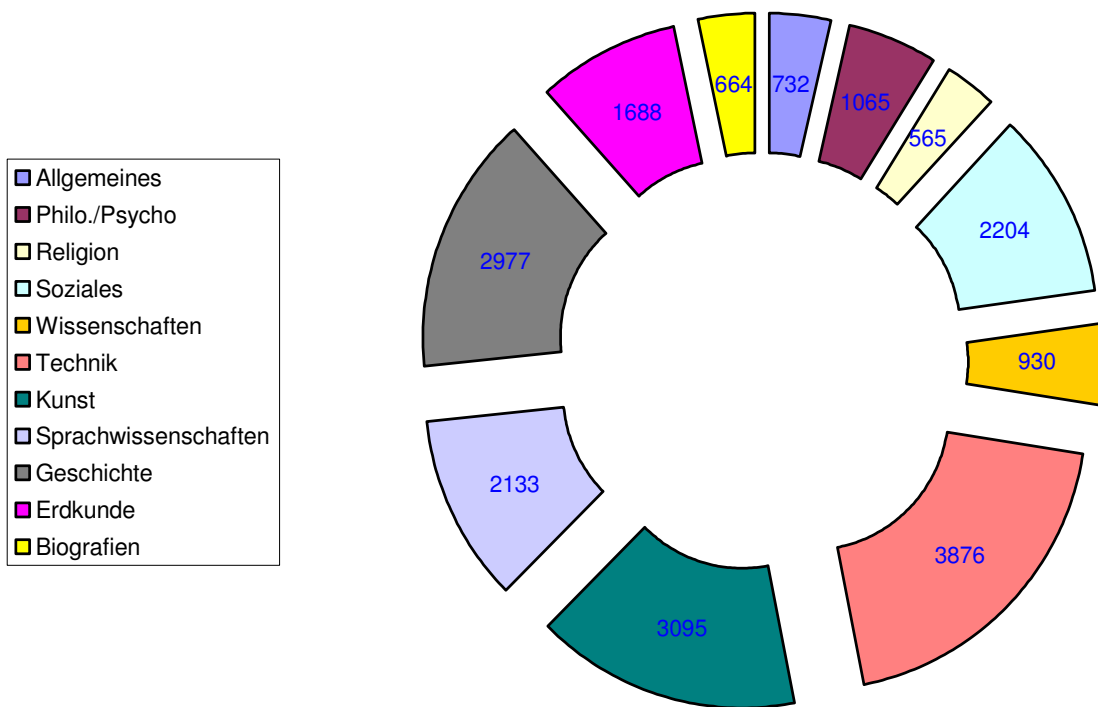 Allgemeines
Philo./Psycho
Religion
Soziales
Wissenschaften
Technik
Kunst
Sprachwissenschaften
Geschichte
Erdkunde
Biografien
664
732
1065
565
1688
2204
2977
930
2133
3876
3095